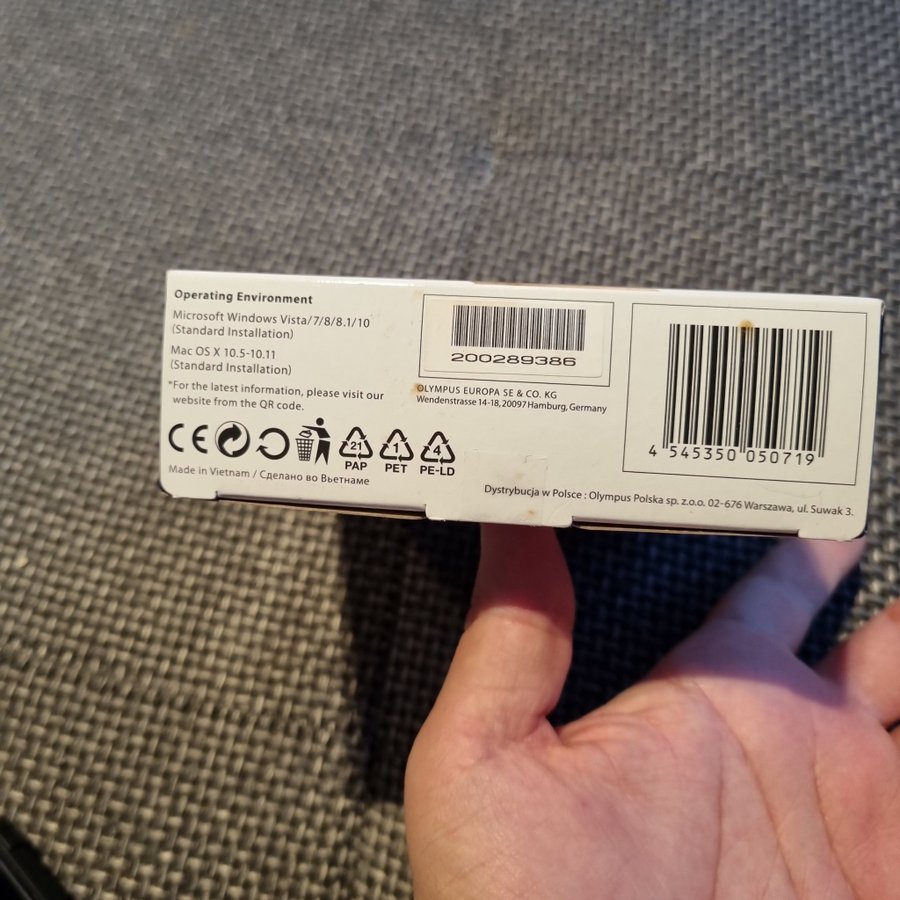 Operating Environment
Microsoft Windows Vista/7/8/8.1/10
(Standard Installation)
Mac OS X 10.5-10.11
(Standard Installation)
*For the latest information, please visit our
website from the QR code.
CE
21
PAP
1
PET
4
PE-LD
Made in Vietnam / Сделано во Вьетнаме
200289386
OLYMPUS EUROPA SE & CO. KG
Wendenstrasse 14-18, 20097 Hamburg, Germany
4 545350 050719
Dystrybucja w Polsce : Olympus Polska sp. z.o.o. 02-676 Warszawa, ul. Suwak 3.